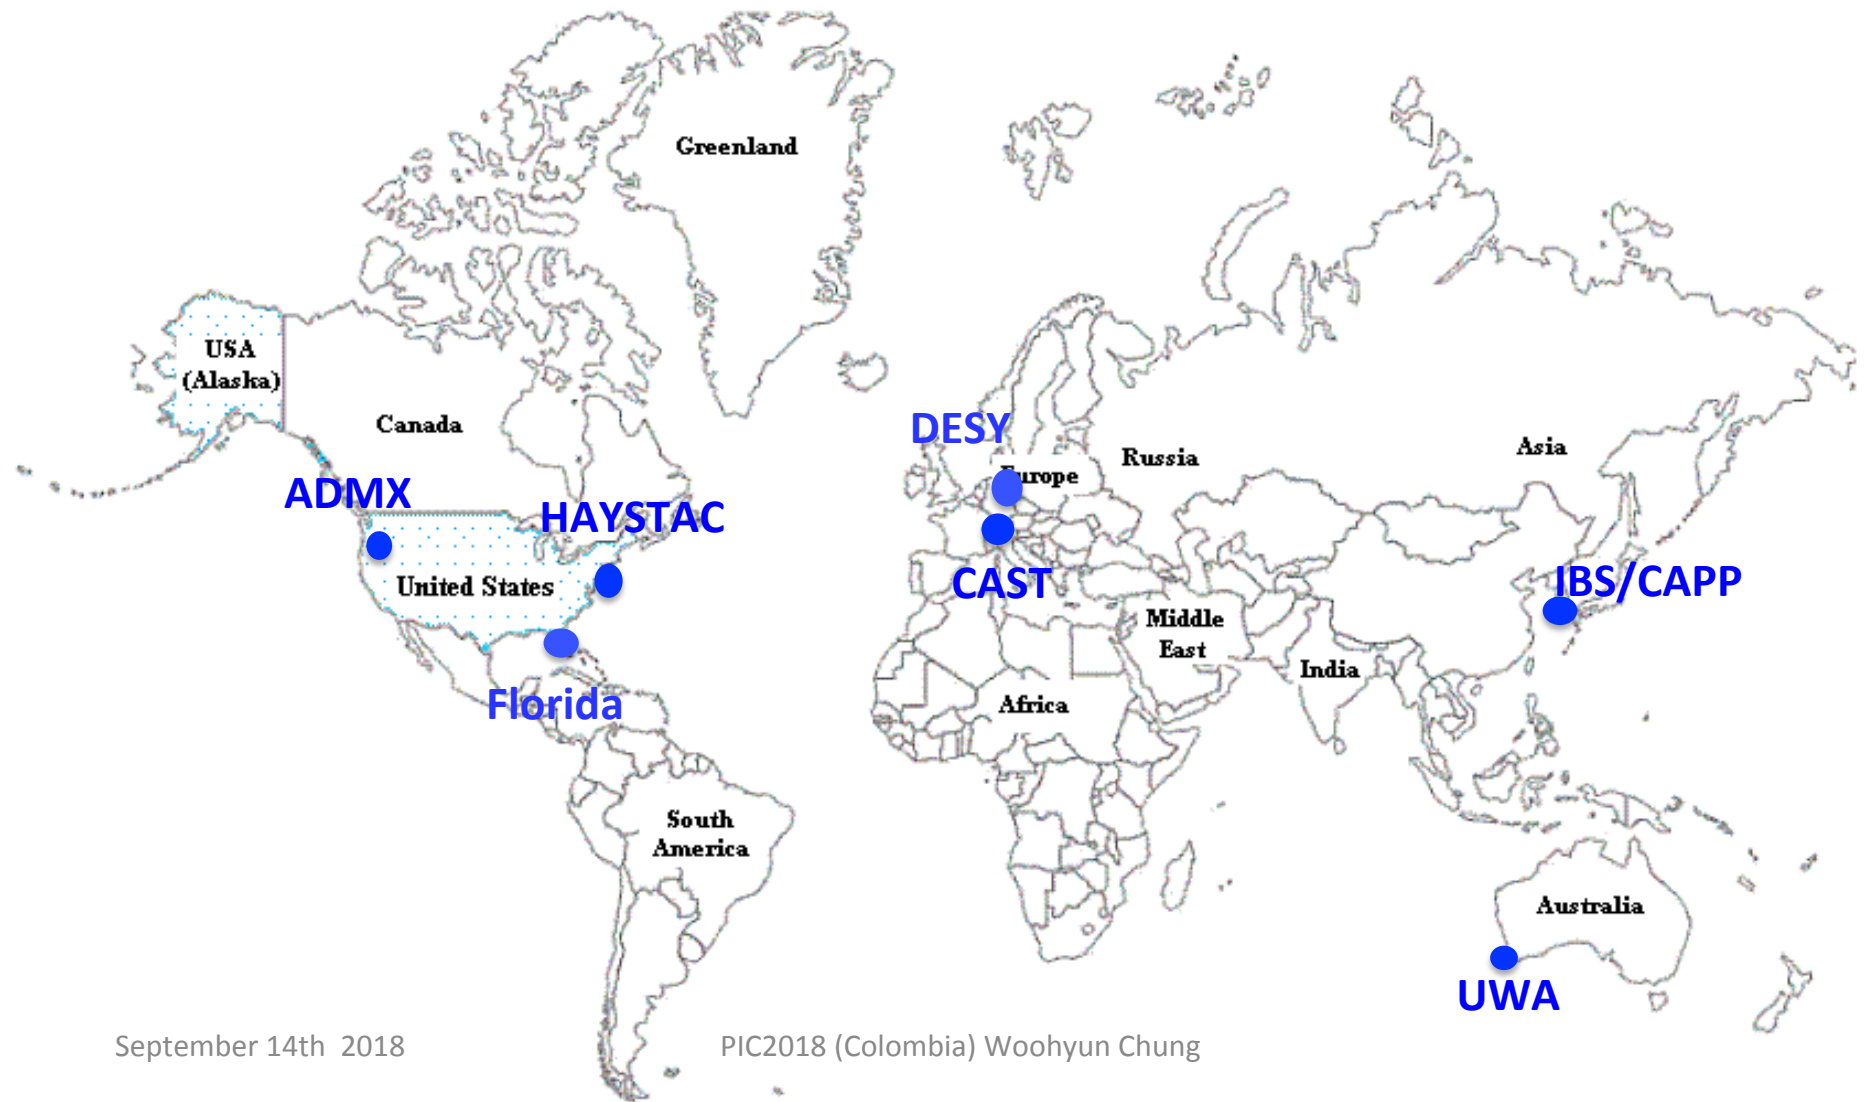 Greenland
USA
(Alaska)
Canada
DESY
Russia
Asia
Europe
ADMX
HAYSTAC
United States
CAST
IBS/CAPP
Middle
East
India
Florida
Africa
South
America
Australia
UWA
September 14th 2018
PIC2018 (Colombia) Woohyun Chung